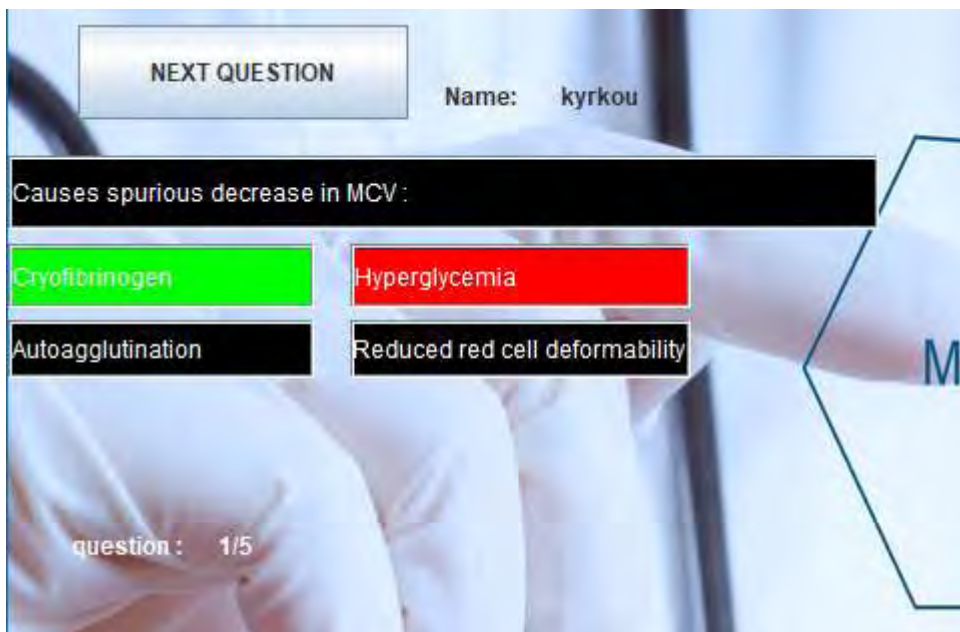 NEXT QUESTION
Name: kyrkou
Causes spurious decrease in MCV :
Cryofibrinogen
Hyperglycemia
Autoagglutination
Reduced red cell deformability
M
question : 1/5